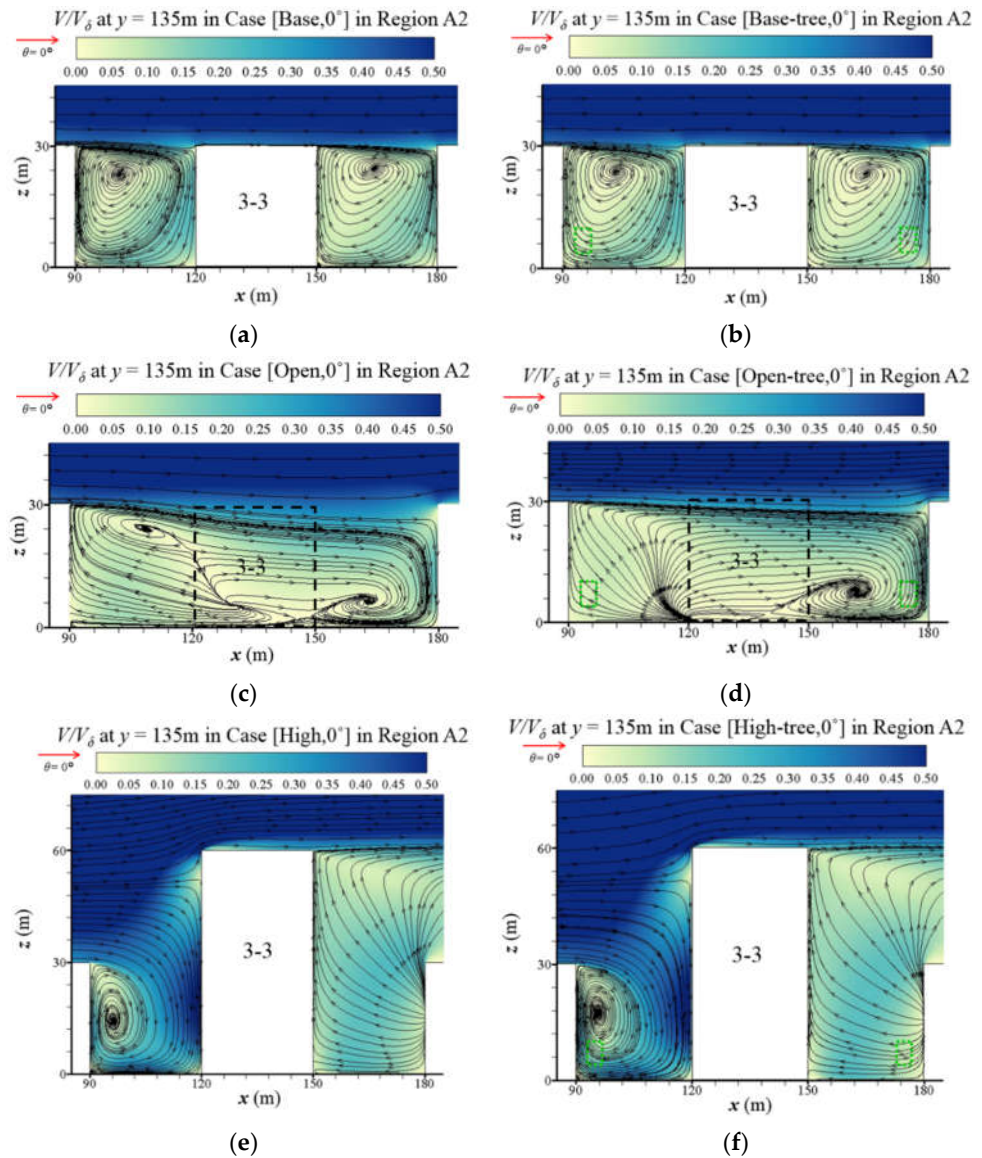 V/Vδ at y = 135m in Case [Base,0°] in Region A2
θ= 0°
0.00 0.05 0.10 0.15 0.20 0.25 0.30 0.35 0.40 0.45 0.50
30
z (m)
3-3
0
90 120 150 180
x (m)
(a)
V/Vδ at y = 135m in Case [Base-tree,0°] in Region A2
θ= 0°
0.00 0.05 0.10 0.15 0.20 0.25 0.30 0.35 0.40 0.45 0.50
30
z (m)
3-3
0
90 120 150 180
x (m)
(b)
V/Vδ at y = 135m in Case [Open,0°] in Region A2
θ= 0°
0.00 0.05 0.10 0.15 0.20 0.25 0.30 0.35 0.40 0.45 0.50
30
z (m)
3-3
0
90 120 150 180
x (m)
(c)
V/Vδ at y = 135m in Case [Open-tree,0°] in Region A2
θ= 0°
0.00 0.05 0.10 0.15 0.20 0.25 0.30 0.35 0.40 0.45 0.50
30
z (m)
3-3
0
90 120 150 180
x (m)
(d)
V/Vδ at y = 135m in Case [High,0°] in Region A2
θ= 0°
0.00 0.05 0.10 0.15 0.20 0.25 0.30 0.35 0.40 0.45 0.50
60
z (m)
3-3
30
0
90 120 150 180
x (m)
(e)
V/Vδ at y = 135m in Case [High-tree,0°] in Region A2
θ= 0°
0.00 0.05 0.10 0.15 0.20 0.25 0.30 0.35 0.40 0.45 0.50
60
z (m)
3-3
30
0
90 120 150 180
x (m)
(f)